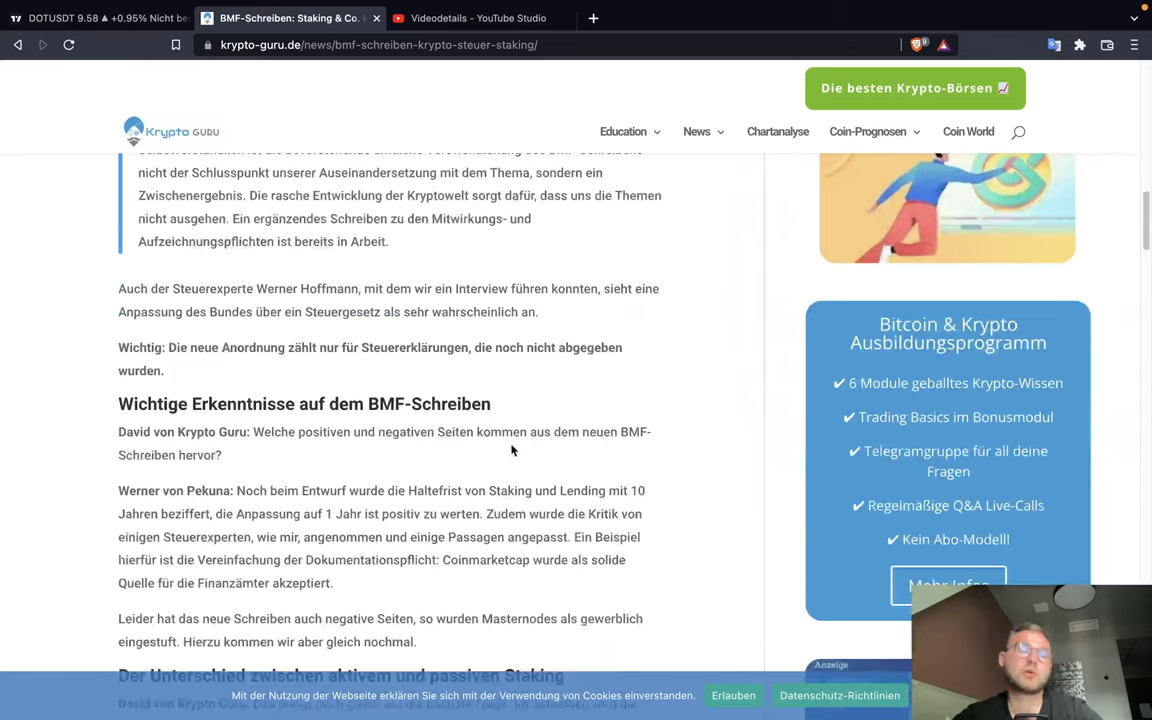 DOTUSDT 9.58 ▲ +0.95% Nicht be
BMF-Schreiben: Staking & Co.
Videodetails - YouTube Studio
krypto-guru.de/news/bmf-schreiben-krypto-steuer-staking/
9
Die besten Krypto-Börsen
Krypto GURU
Education
News
Chartanalyse
Coin-Prognosen
Coin World
nicht der Schlusspunkt unserer Auseinandersetzung mit dem Thema, sondern ein
Zwischenergebnis. Die rasche Entwicklung der Kryptowelt sorgt dafür, dass uns die Themen
nicht ausgehen. Ein ergänzendes Schreiben zu den Mitwirkungs- und
Aufzeichnungspflichten ist bereits in Arbeit.
Auch der Steuerexperte Werner Hoffmann, mit dem wir ein Interview führen konnten, sieht eine
Anpassung des Bundes über ein Steuergesetz als sehr wahrscheinlich an.
Wichtig: Die neue Anordnung zählt nur für Steuererklärungen, die noch nicht abgegeben
wurden.
Wichtige Erkenntnisse auf dem BMF-Schreiben
David von Krypto Guru: Welche positiven und negativen Seiten kommen aus dem neuen BMF-
Schreiben hervor?
Werner von Pekuna: Noch beim Entwurf wurde die Haltefrist von Staking und Lending mit 10
Jahren beziffert, die Anpassung auf 1 Jahr ist positiv zu werten. Zudem wurde die Kritik von
einigen Steuerexperten, wie mir, angenommen und einige Passagen angepasst. Ein Beispiel
hierfür ist die Vereinfachung der Dokumentationspflicht: Coinmarketcap wurde als solide
Quelle für die Finanzämter akzeptiert.
Leider hat das neue Schreiben auch negative Seiten, so wurden Masternodes als gewerblich
eingestuft. Hierzu kommen wir aber gleich nochmal.
Der Unterschied zwischen aktivem und passiven Staking
Bitcoin & Krypto
Ausbildungsprogramm
✔ 6 Module geballtes Krypto-Wissen
✔ Trading Basics im Bonusmodul
✔ Telegramgruppe für all deine
Fragen
✔ Regelmäßige Q&A Live-Calls
✔ Kein Abo-Modell!
Mehr Infos
Anzeige
Mit der Nutzung der Webseite erklären Sie sich mit der Verwendung von Cookies einverstanden.
Erlauben
Datenschutz-Richtlinien